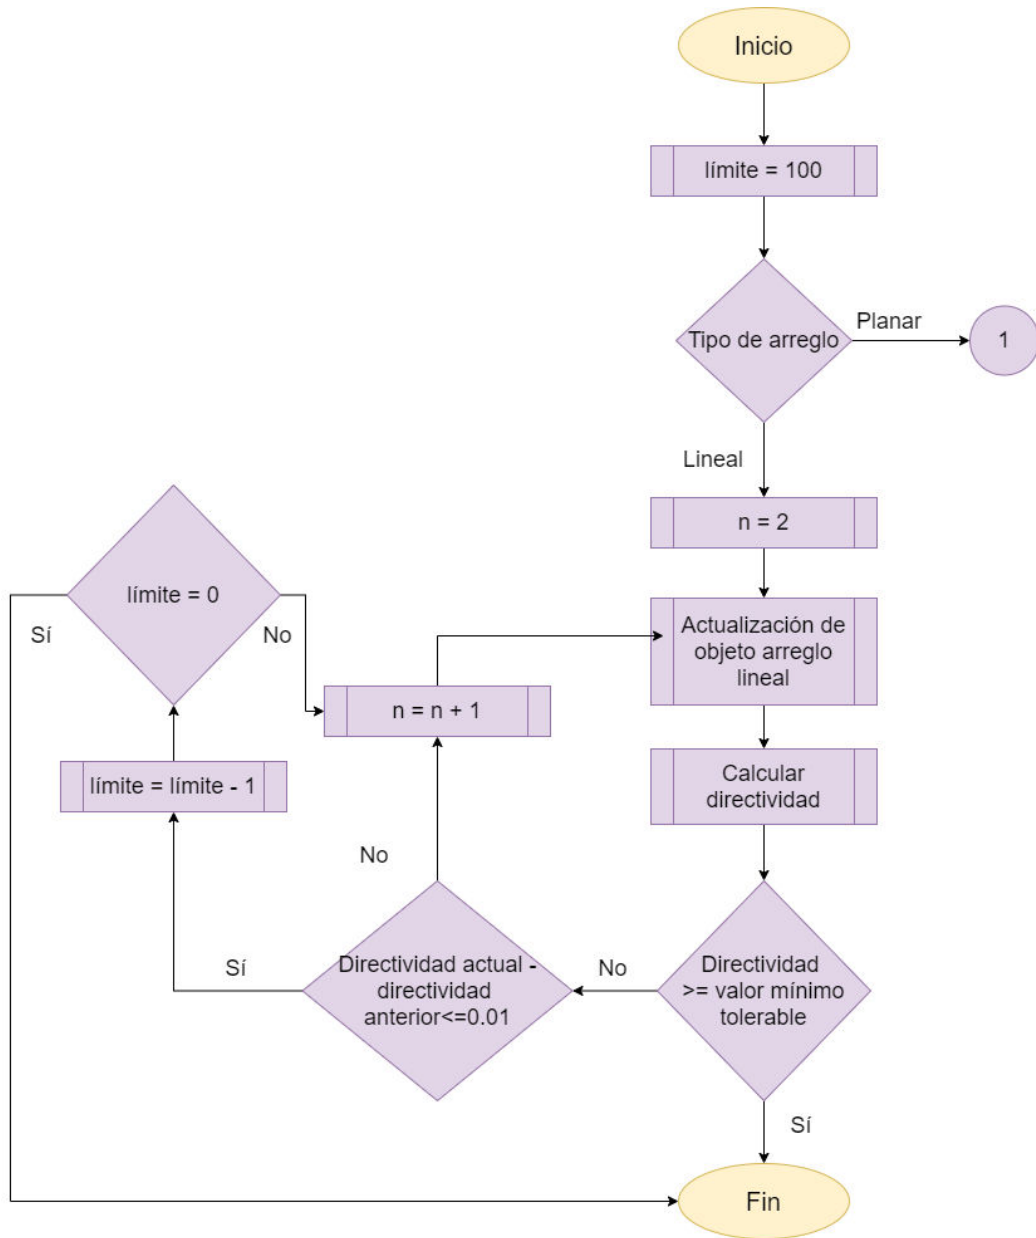 Inicio
límite = 100
Tipo de arreglo
Planar
1
Lineal
n = 2
Actualización de
objeto arreglo
lineal
Calcular
directividad
Directividad
>= valor mínimo
tolerable
No
Sí
Directividad actual -
directividad
anterior<=0.01
No
Sí
n = n + 1
límite = límite - 1
límite = 0
No
Sí
Fin